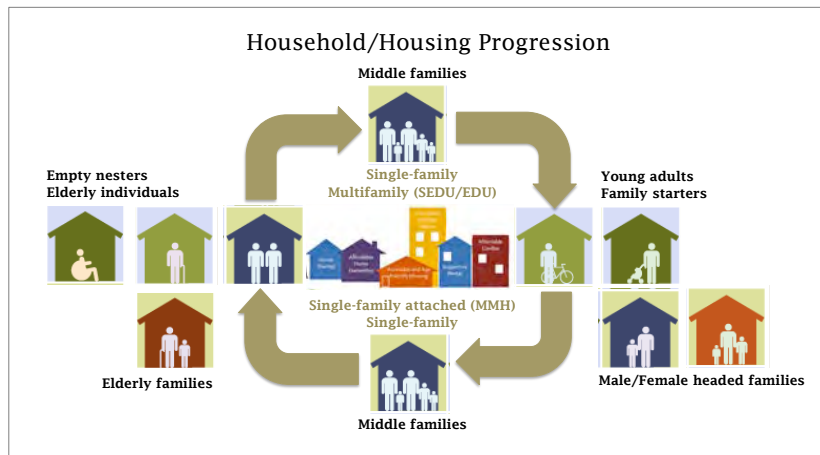 Household/Housing Progression
Middle families
Single-family
Multifamily (SEDU/EDU)
Empty nesters
Elderly individuals
Young adults
Family starters
Single-family attached (MMH)
Single-family
Elderly families
Male/Female headed families
Middle families